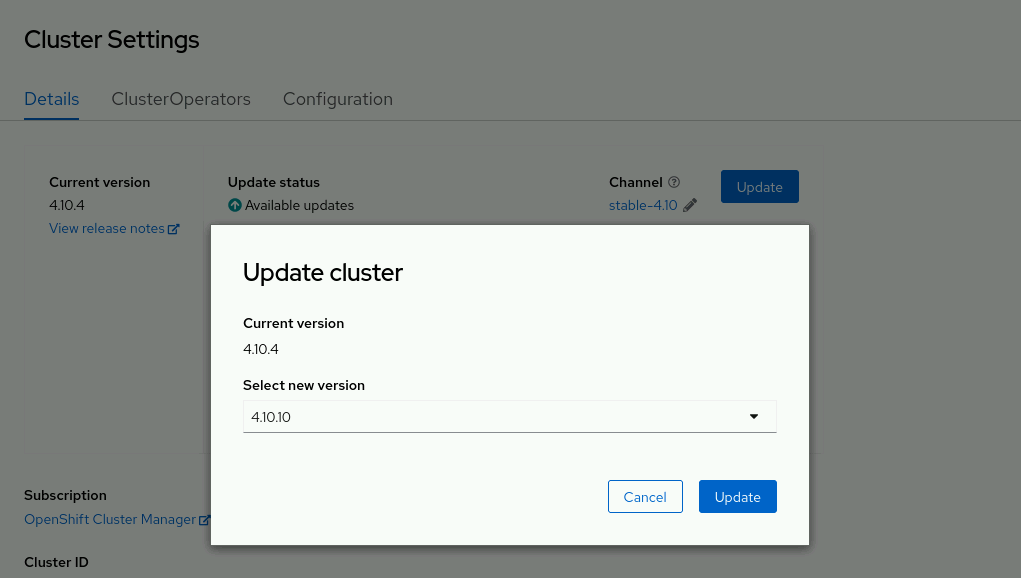 Cluster Settings
Details ClusterOperators Configuration
Current version Update status Channel Update
4.10.4 Available updates stable-4.10
View release notes
Update cluster
Current version
4.10.4
Select new version
4.10.10
Cancel Update
Subscription
OpenShift Cluster Manager
Cluster ID